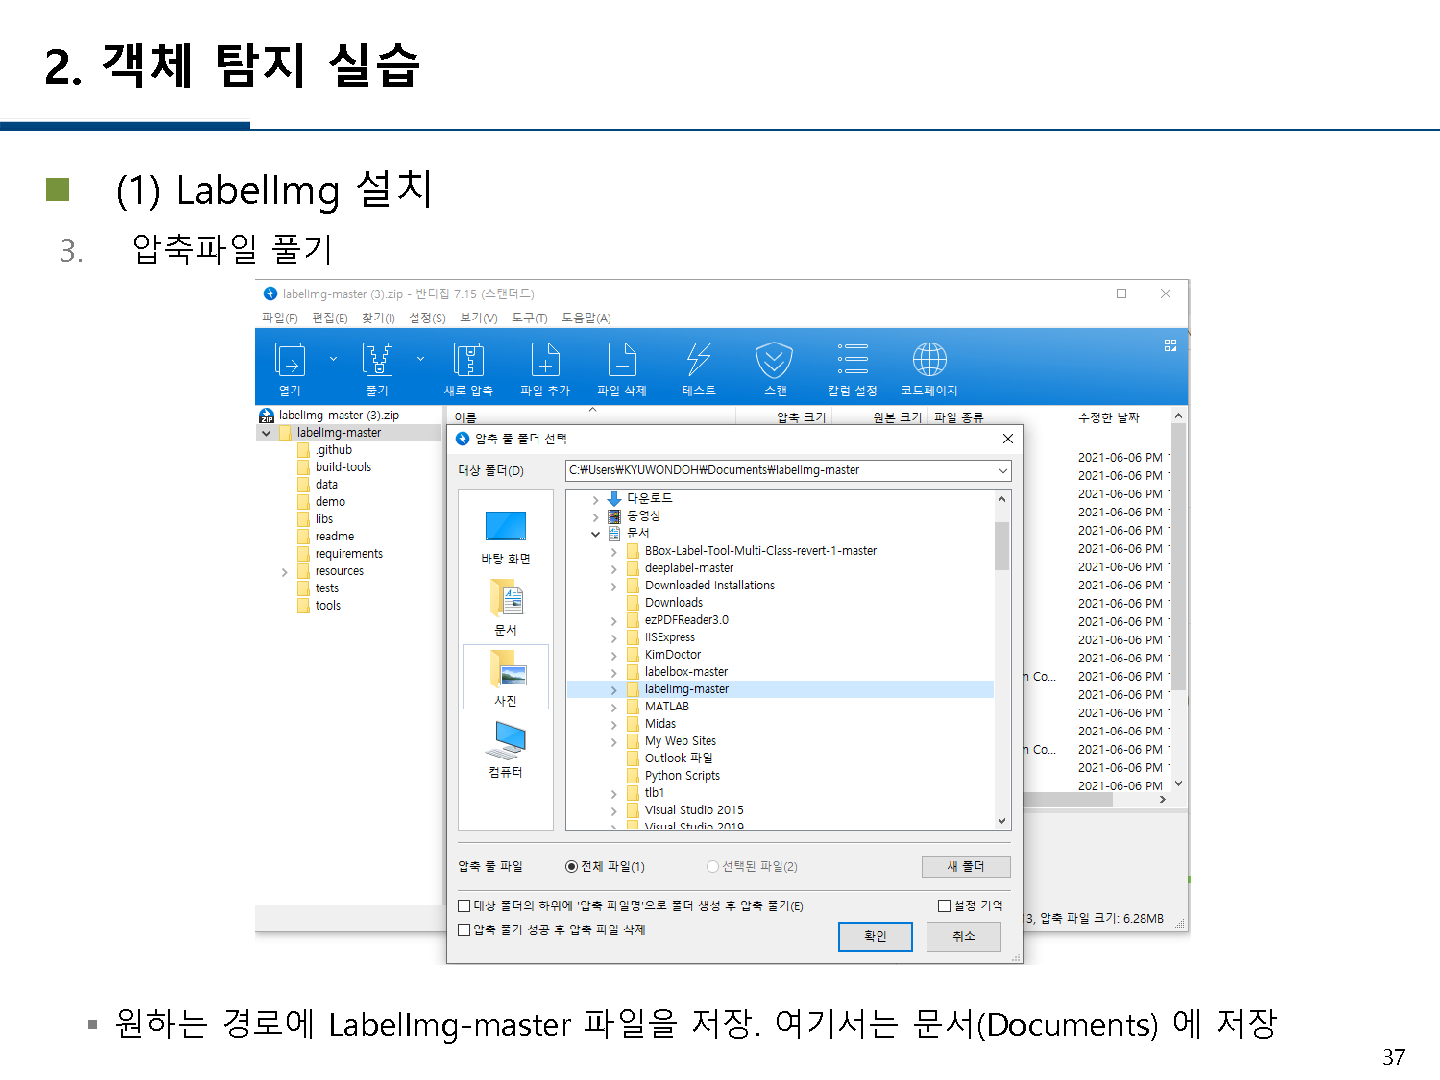 2. 객체 탐지 실습
(1) LabelImg 설치
3. 압축파일 풀기
labelImg-master (3).zip - 반디집 7.15 (스탠더드)
파일(F) 편집(E) 찾기(I) 설정(S) 보기(V) 도구(T) 도움말(A)
열기 풀기 새로 압축 파일 추가 파일 삭제 테스트 스캔 칼럼 설정 코드페이지
labelImg-master (3).zip
labelImg-master
.github
build-tools
data
demo
libs
readme
requirements
resources
tests
tools
이름 압축 크기 원본 크기 파일 종류 수정한 날짜
압축 풀 폴더 선택
대상 폴더(D) C:₩Users₩KYUWONDOH₩Documents₩labelImg-master
바탕 화면
문서
사진
컴퓨터
다운로드
동영상
문서
BBox-Label-Tool-Multi-Class-revert-1-master
deeplabel-master
Downloaded Installations
Downloads
ezPDFReader3.0
IISExpress
KimDoctor
labelbox-master
labelImg-master
MATLAB
Midas
My Web Sites
Outlook 파일
Python Scripts
tlb1
Visual Studio 2015
Visual Studio 2019
2021-06-06 PM
2021-06-06 PM
2021-06-06 PM
2021-06-06 PM
2021-06-06 PM
2021-06-06 PM
2021-06-06 PM
2021-06-06 PM
2021-06-06 PM
2021-06-06 PM
2021-06-06 PM
2021-06-06 PM
n Co... 2021-06-06 PM
2021-06-06 PM
2021-06-06 PM
2021-06-06 PM
n Co... 2021-06-06 PM
2021-06-06 PM
2021-06-06 PM
압축 풀 파일 전체 파일(1) 선택된 파일(2) 새 폴더
대상 폴더의 하위에 '압축 파일명'으로 폴더 생성 후 압축 풀기(E) 설정 기억
압축 풀기 성공 후 압축 파일 삭제
확인 취소
3, 압축 파일 크기: 6.28MB
원하는 경로에 LabelImg-master 파일을 저장. 여기서는 문서(Documents) 에 저장
37